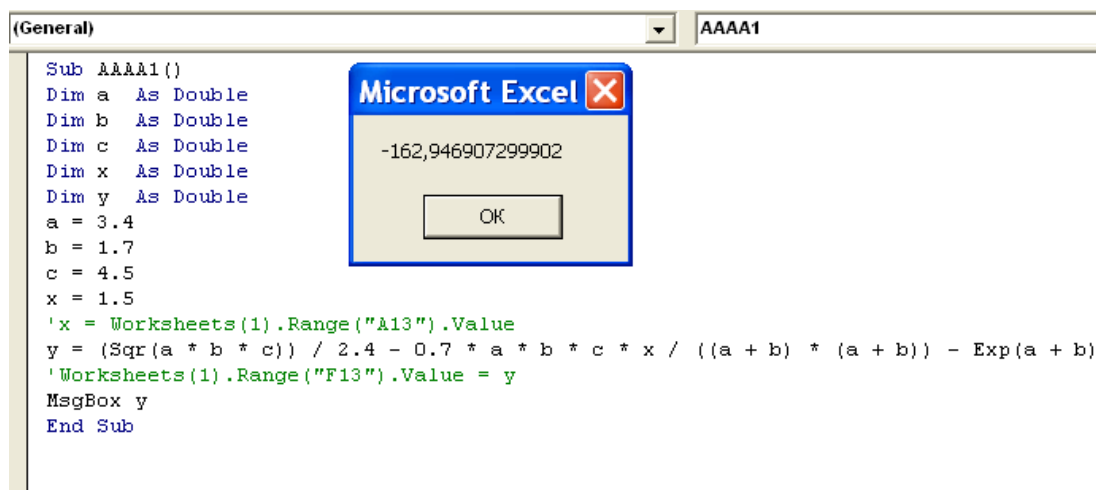 (General) AAAA1
Sub AAAA1()
Dim a  As Double
Dim b  As Double
Dim c  As Double
Dim x  As Double
Dim y  As Double
a = 3.4
b = 1.7
c = 4.5
x = 1.5
'x = Worksheets(1).Range("A13").Value
y = (Sqr(a * b * c)) / 2.4 - 0.7 * a * b * c * x / ((a + b) * (a + b)) - Exp(a + b)
'Worksheets(1).Range("F13").Value = y
MsgBox y
End Sub
Microsoft Excel
-162,946907299902
ОК